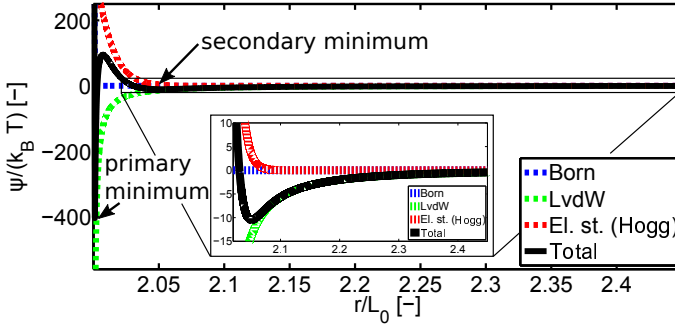 200
0
−200
−400
ψ/(k_B T) [−]
secondary minimum
primary
minimum
10
5
0
−5
−10
−15
2.1
2.2
2.3
2.4
Born
LvdW
El. st. (Hogg)
Total
Born
LvdW
El. st. (Hogg)
Total
2.05
2.1
2.15
2.2
2.25
2.3
2.35
2.4
r/L_0 [−]